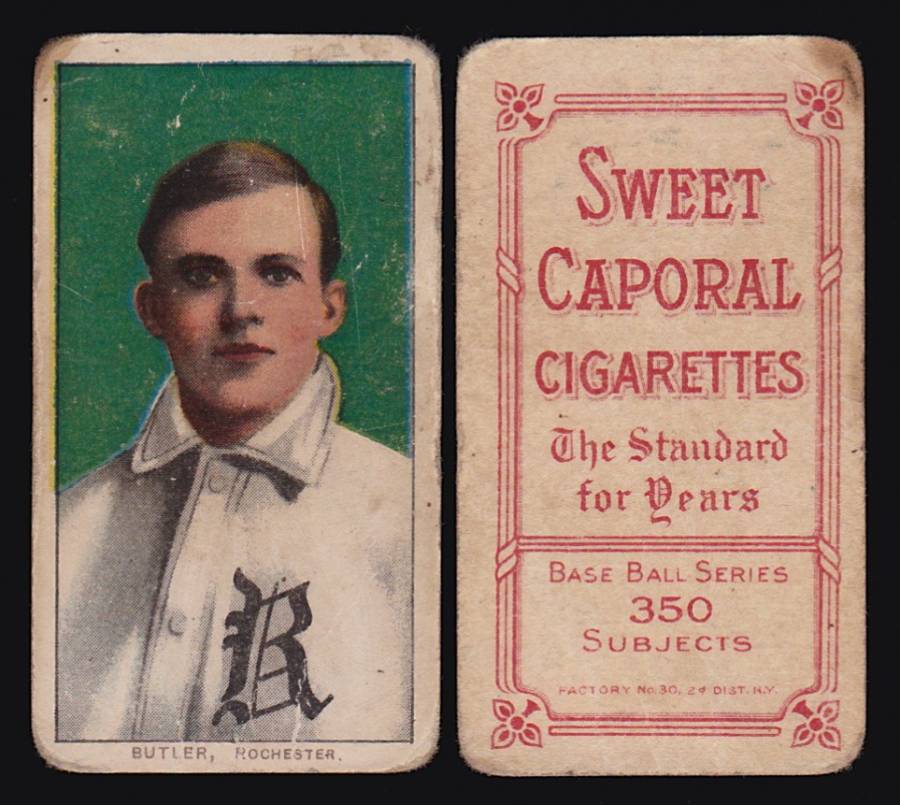 R
BUTLER, ROCHESTER.
SWEET
CAPORAL
CIGARETTES
The Standard
for Years
BASE BALL SERIES
350
SUBJECTS
FACTORY No. 30, 2d DIST. N.Y.